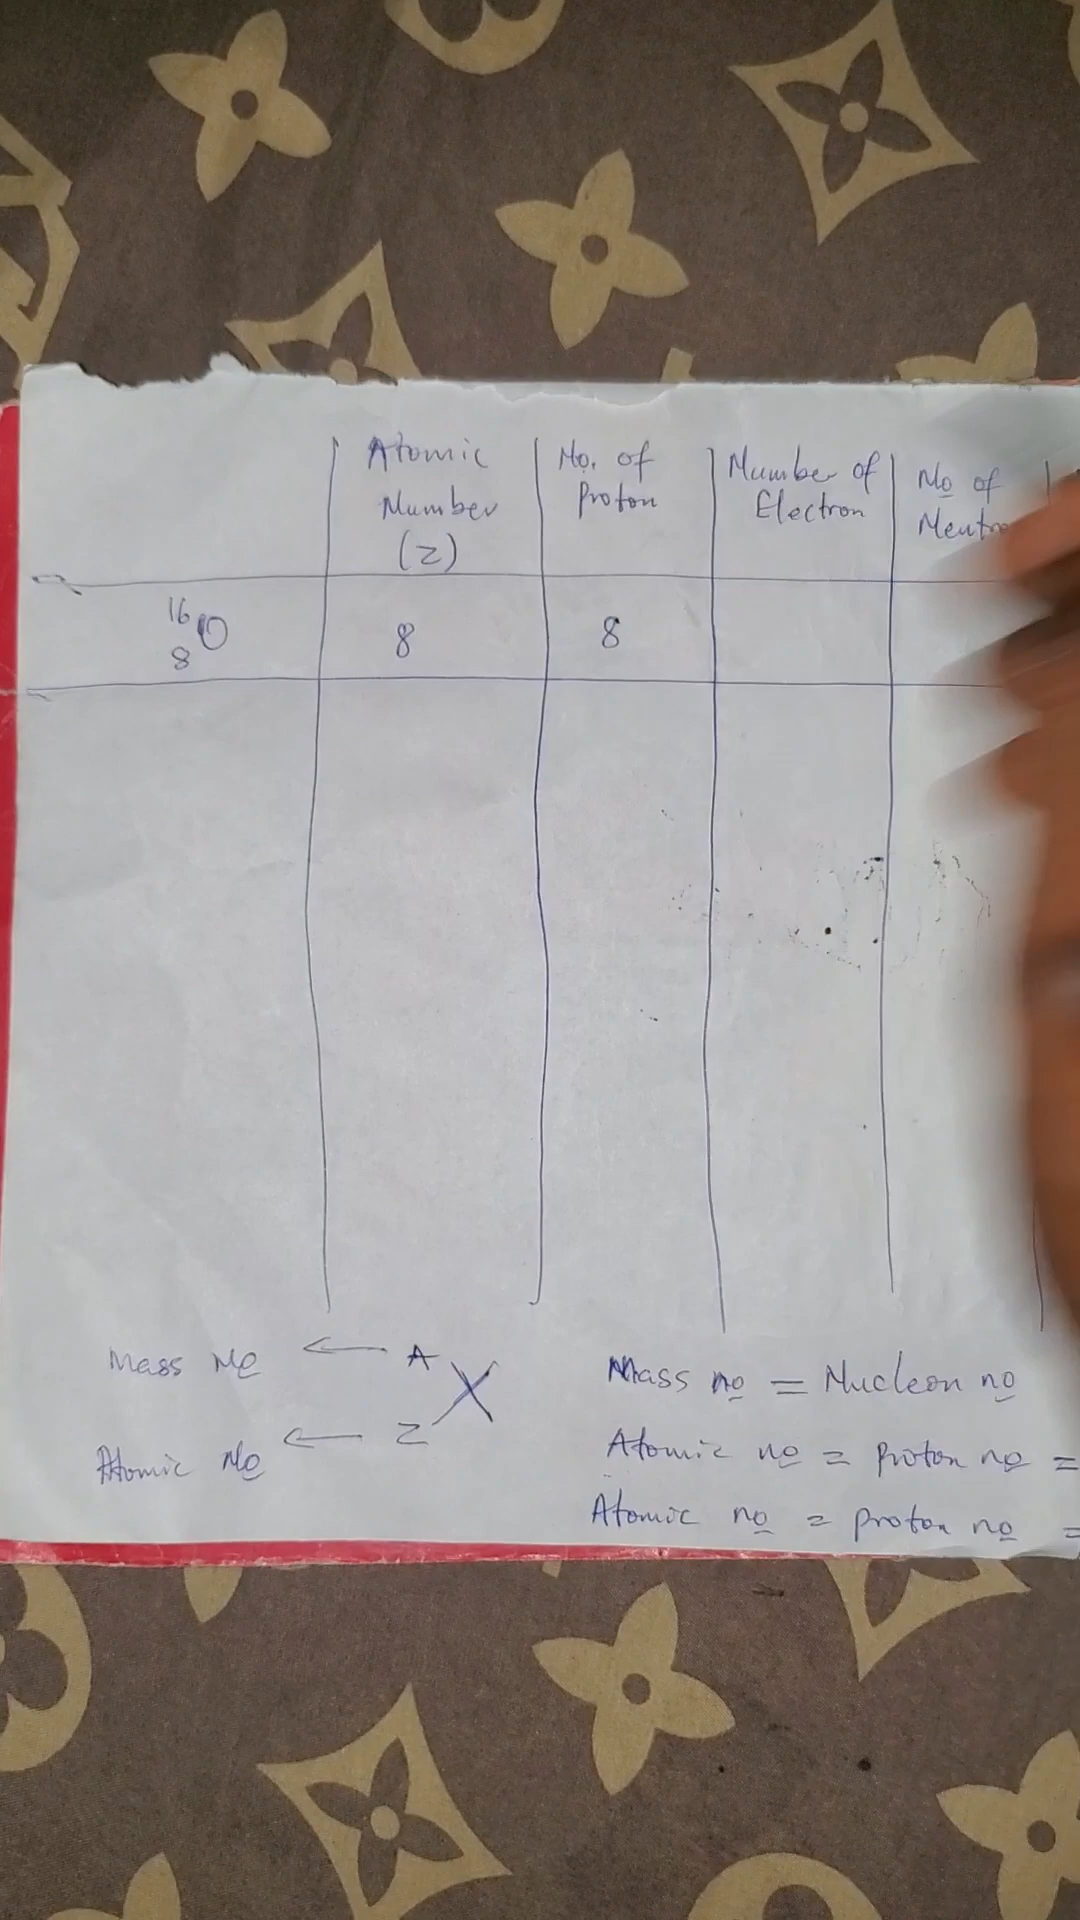 Atomic Number (Z)
No. of Proton
Number of Electron
No of
16
8 O
8
8
Mass No ← A
X
Atomic No ← Z
Mass no = Nucleon no
Atomic no = proton no =
Atomic no = proton no =